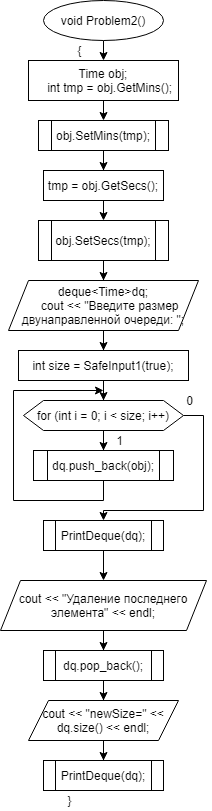 void Problem2()
{
Time obj;
int tmp = obj.GetMins();
obj.SetMins(tmp);
tmp = obj.GetSecs();
obj.SetSecs(tmp);
deque<Time>dq;
cout << "Введите размер
двунаправленной очереди: ";
int size = SafeInput1(true);
for (int i = 0; i < size; i++)
0
1
dq.push_back(obj);
PrintDeque(dq);
cout << "Удаление последнего
элемента" << endl;
dq.pop_back();
cout << "newSize=" <<
dq.size() << endl;
PrintDeque(dq);
}